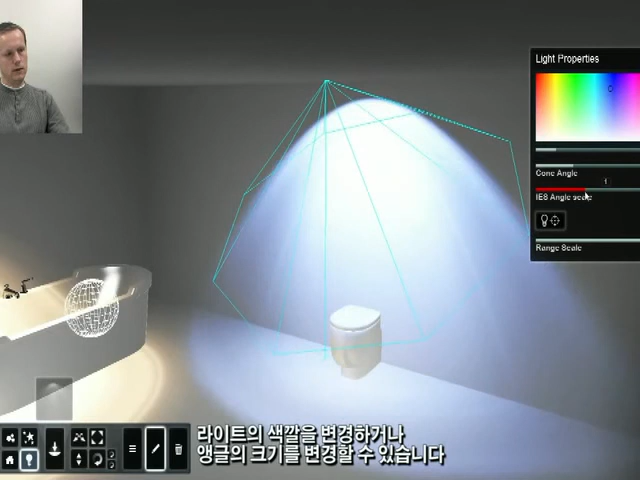 Light Properties
Cone Angle
IES Angle scale
Range Scale
라이트의 색깔을 변경하거나
앵글의 크기를 변경할 수 있습니다